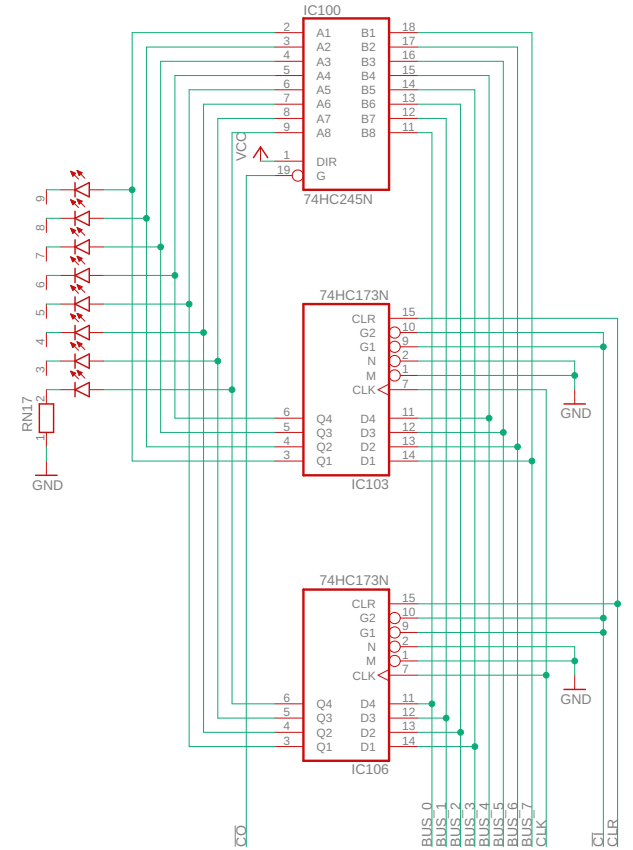 IC100
2 A1 B1 18
3 A2 B2 17
4 A3 B3 16
5 A4 B4 15
6 A5 B5 14
7 A6 B6 13
8 A7 B7 12
9 A8 B8 11
VCC
1 DIR
19 G
74HC245N
9
8
7
6
5
4
3
2
RN17
1
GND
74HC173N
CLR 15
G2 10
G1 9
N 2
M 1
CLK 7
GND
6 Q4 D4 11
5 Q3 D3 12
4 Q2 D2 13
3 Q1 D1 14
IC103
74HC173N
CLR 15
G2 10
G1 9
N 2
M 1
CLK 7
GND
6 Q4 D4 11
5 Q3 D3 12
4 Q2 D2 13
3 Q1 D1 14
IC106
CO
BUS_0
BUS_1
BUS_2
BUS_3
BUS_4
BUS_5
BUS_6
BUS_7
CLK
CI
CLR